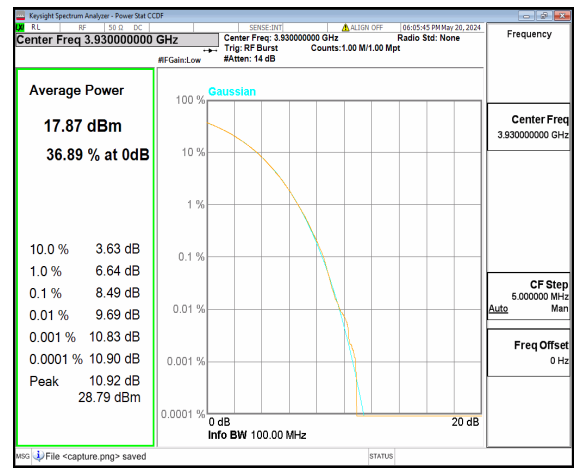 Keysight Spectrum Analyzer - Power Stat CCDF
RL RF 50 Ω DC SENSE:INT ALIGN OFF 06:05:45 PM May 20, 2024
Center Freq 3.930000000 GHz
Center Freq: 3.930000000 GHz Radio Std: None
Trig: RF Burst Counts:1.00 M/1.00 Mpt
#IFGain:Low #Atten: 14 dB
Frequency
Average Power
17.87 dBm
36.89 % at 0dB
10.0 % 3.63 dB
1.0 % 6.64 dB
0.1 % 8.49 dB
0.01 % 9.69 dB
0.001 % 10.83 dB
0.0001 % 10.90 dB
Peak 10.92 dB
28.79 dBm
Gaussian
100 %
10 %
1 %
0.1 %
0.01 %
0.001 %
0.0001 %
0 dB 20 dB
Info BW 100.00 MHz
Center Freq
3.930000000 GHz
CF Step
5.000000 MHz
Auto Man
Freq Offset
0 Hz
MSG File <capture.png> saved STATUS